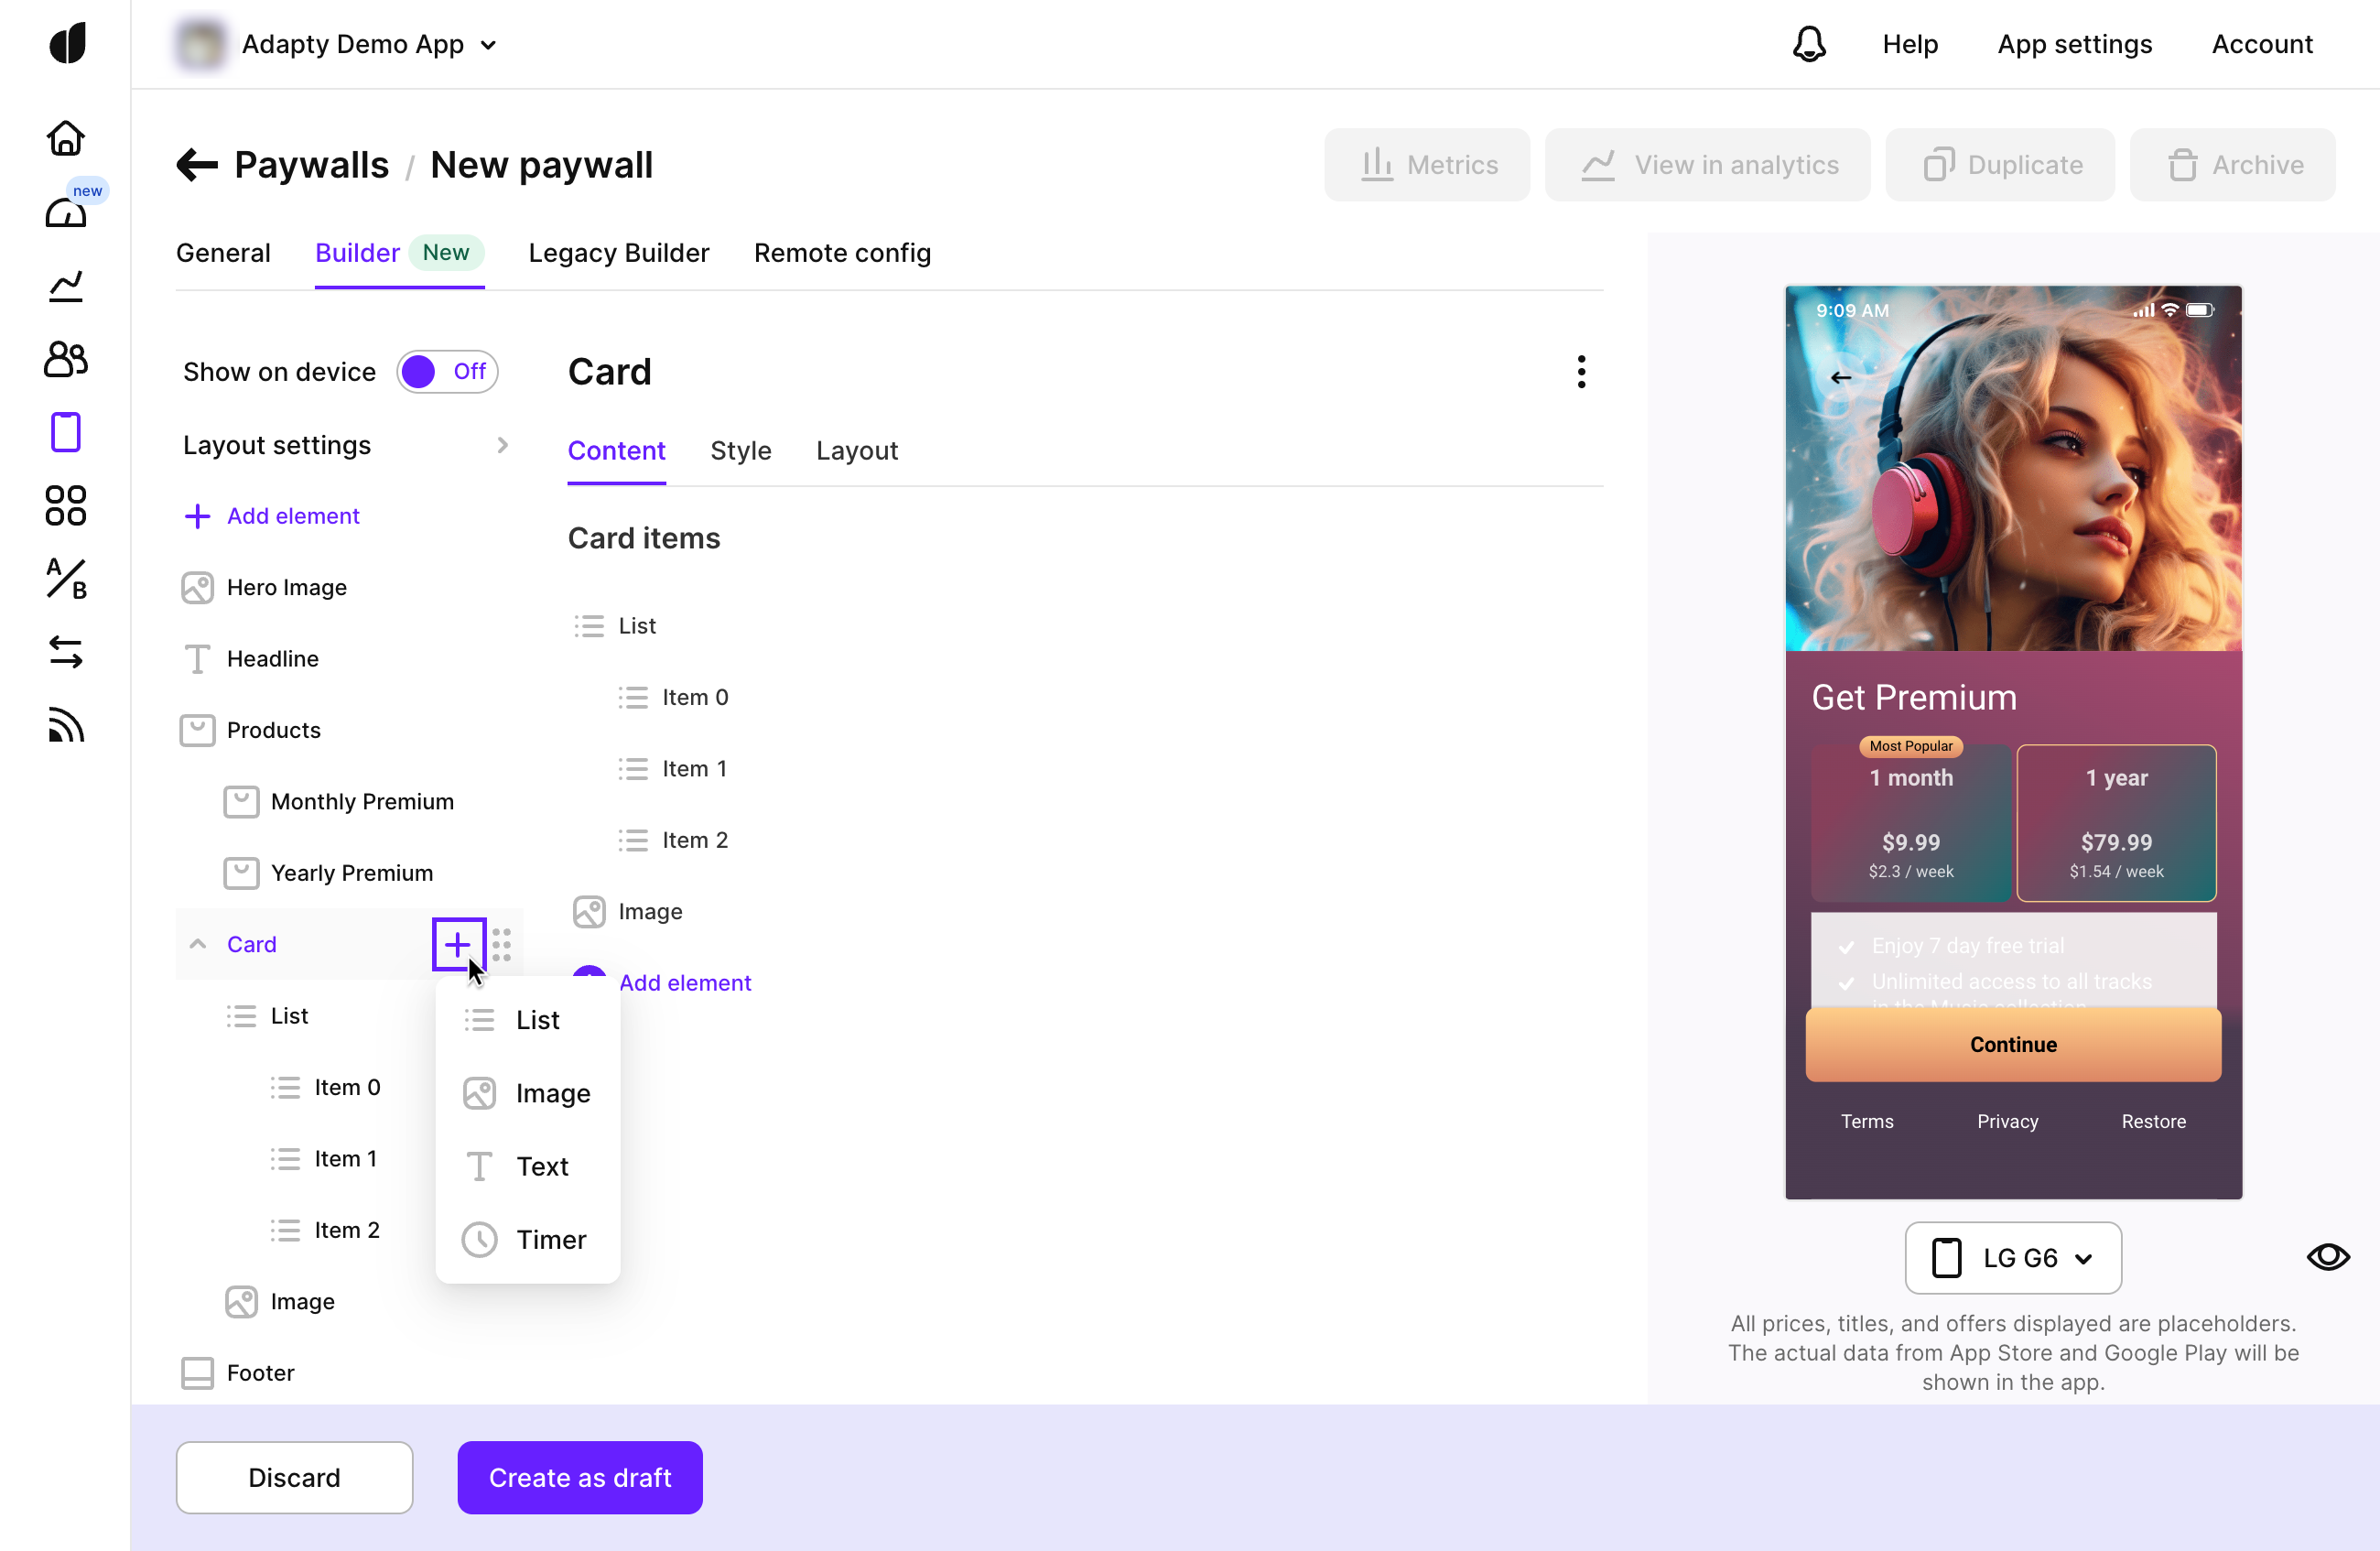 Adapty Demo App
Help
App settings
Account
new
Paywalls / New paywall
Metrics
View in analytics
Duplicate
Archive
General
Builder New
Legacy Builder
Remote config
Show on device Off
Layout settings
Add element
Hero Image
Headline
Products
Monthly Premium
Yearly Premium
Card
List
Item 0
Item 1
Item 2
Image
Footer
List
Image
Text
Timer
Card
Content
Style
Layout
Card items
List
Item 0
Item 1
Item 2
Image
Add element
A/B
9:09 AM
Get Premium
Most Popular
1 month
$9.99
$2.3 / week
1 year
$79.99
$1.54 / week
Enjoy 7 day free trial
Unlimited access to all tracks
in the Music collection
Continue
Terms
Privacy
Restore
LG G6
All prices, titles, and offers displayed are placeholders.
The actual data from App Store and Google Play will be
shown in the app.
Discard
Create as draft